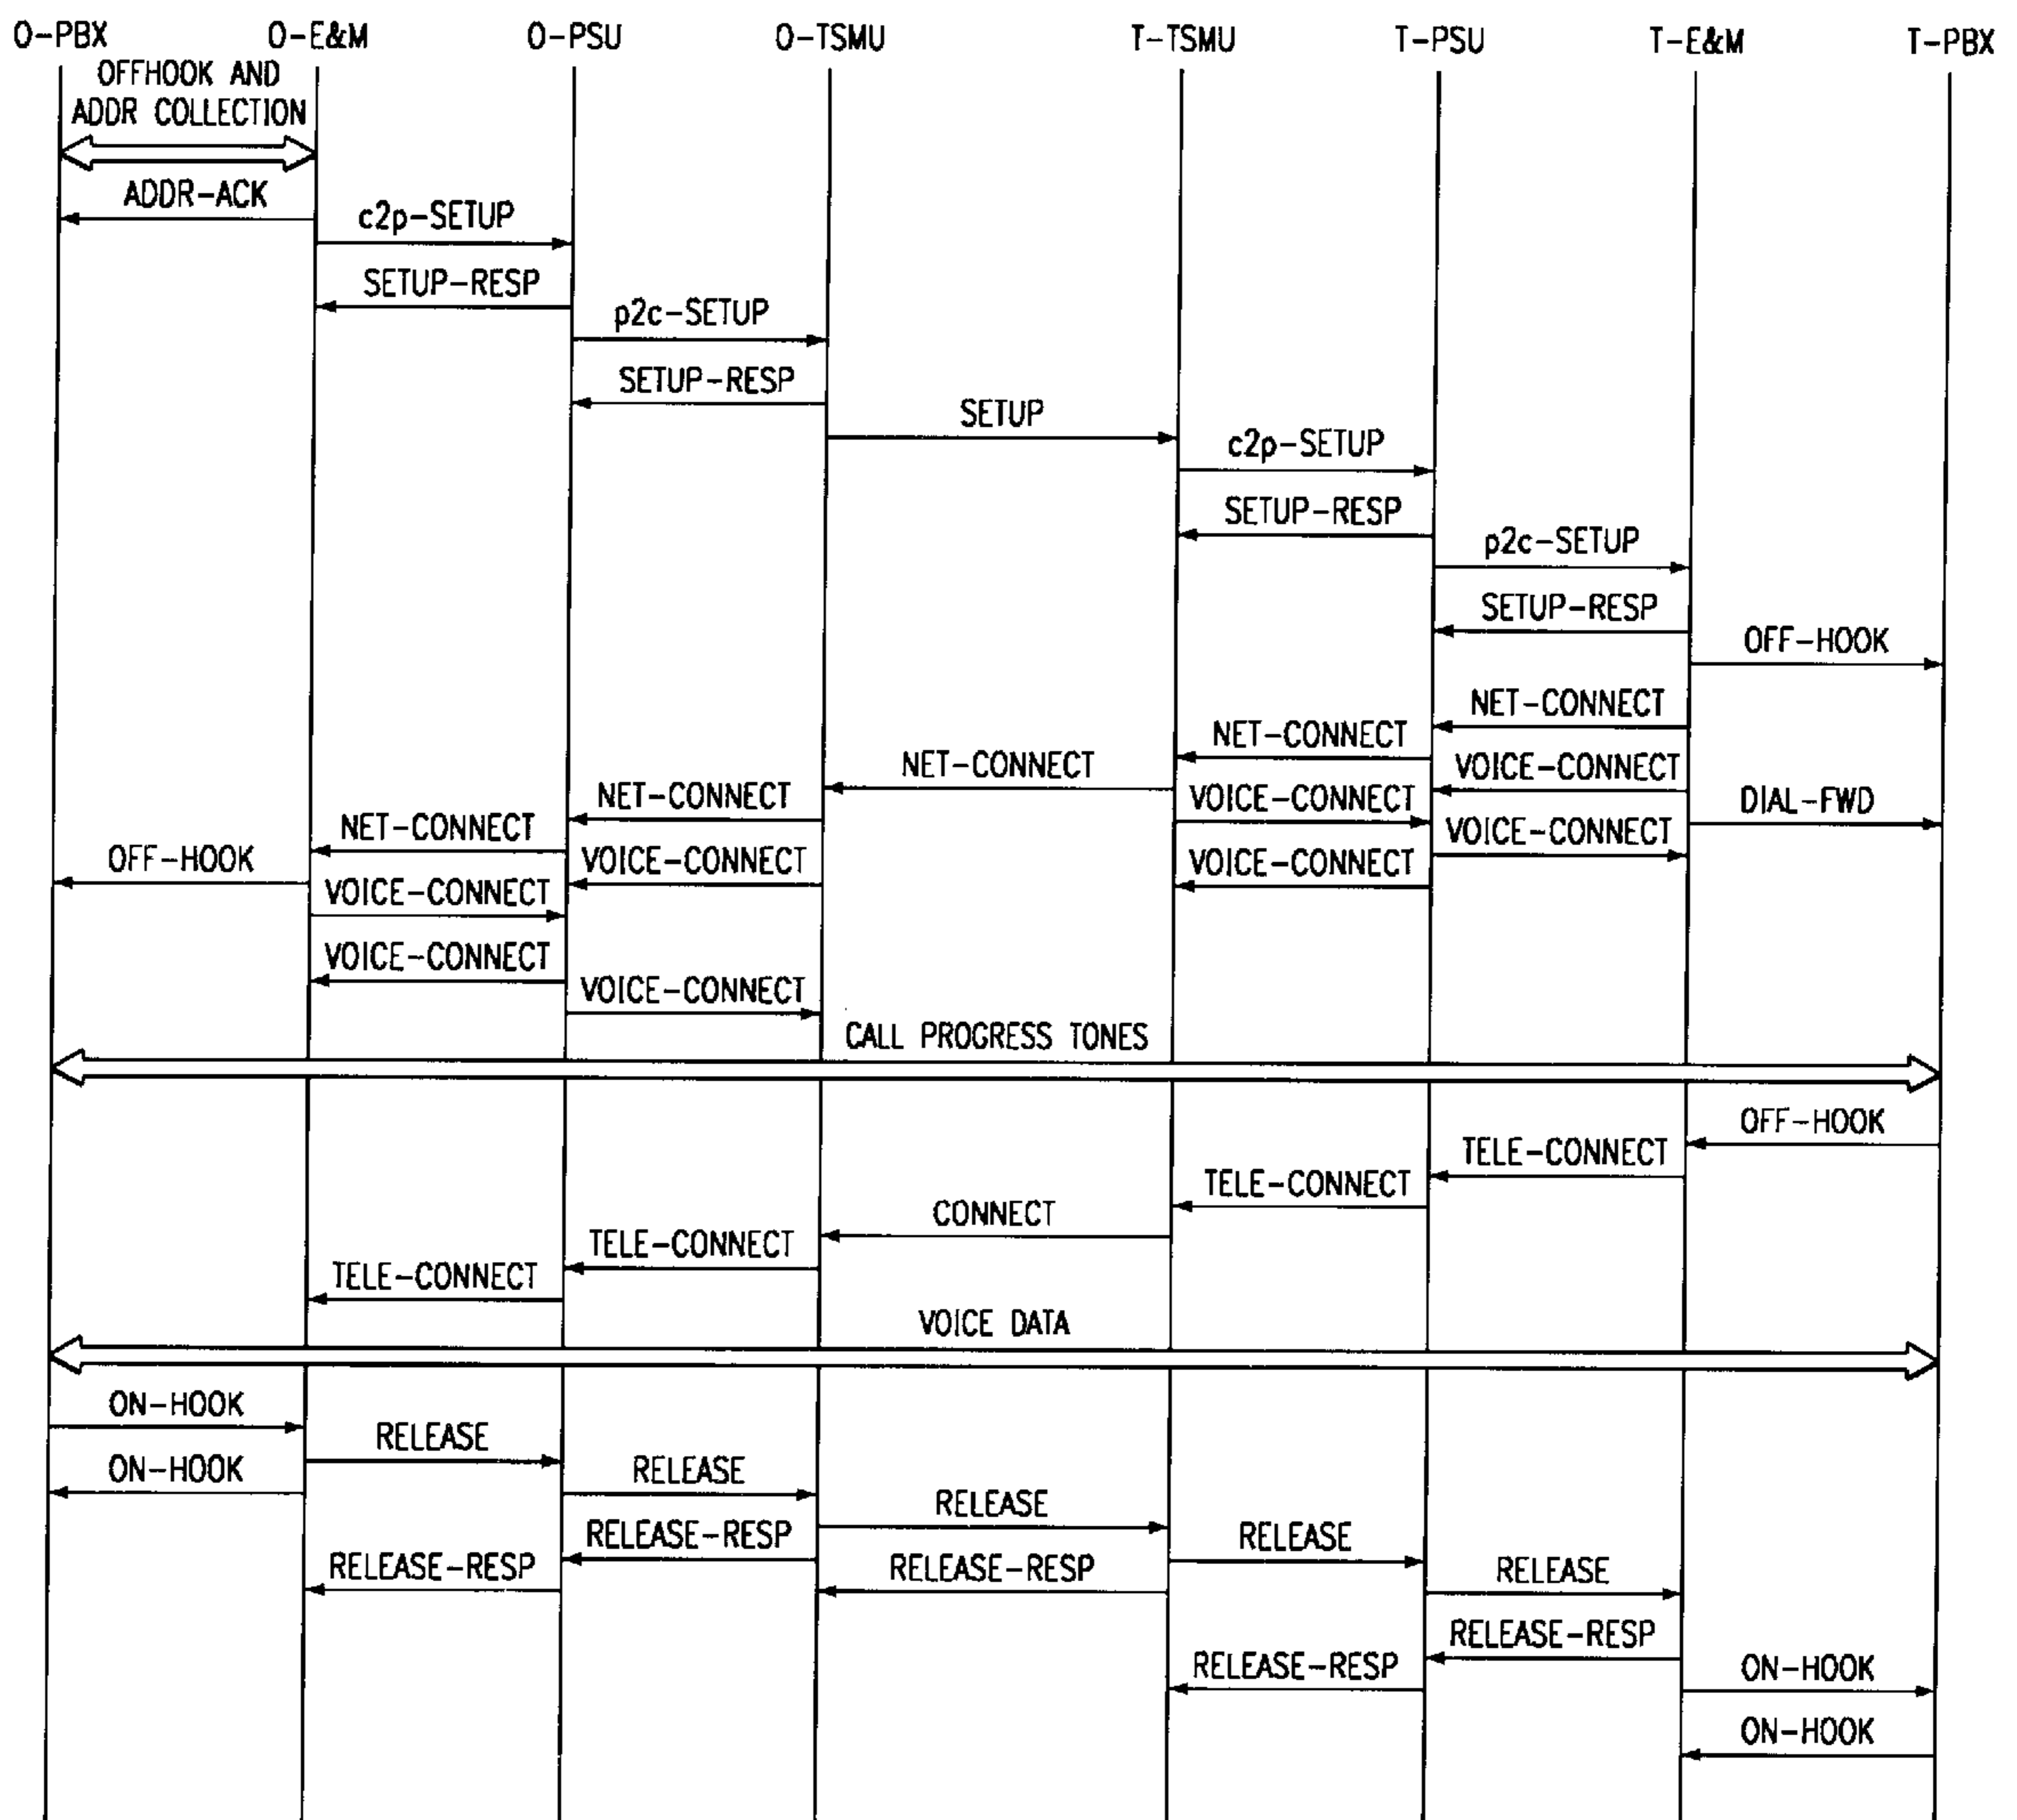 O-PBX O-E&M O-PSU O-TSMU T-TSMU T-PSU T-E&M T-PBX
OFFHOOK AND
ADDR COLLECTION
ADDR-ACK
c2p-SETUP
SETUP-RESP
p2c-SETUP
SETUP-RESP
SETUP
c2p-SETUP
SETUP-RESP
p2c-SETUP
SETUP-RESP
OFF-HOOK
NET-CONNECT
NET-CONNECT
NET-CONNECT
VOICE-CONNECT
NET-CONNECT
VOICE-CONNECT
DIAL-FWD
NET-CONNECT
VOICE-CONNECT
OFF-HOOK
VOICE-CONNECT
VOICE-CONNECT
VOICE-CONNECT
VOICE-CONNECT
VOICE-CONNECT
CALL PROGRESS TONES
OFF-HOOK
TELE-CONNECT
TELE-CONNECT
CONNECT
TELE-CONNECT
TELE-CONNECT
VOICE DATA
ON-HOOK
RELEASE
ON-HOOK
RELEASE
RELEASE
RELEASE-RESP
RELEASE
RELEASE-RESP
RELEASE-RESP
RELEASE
RELEASE-RESP
RELEASE-RESP
ON-HOOK
ON-HOOK